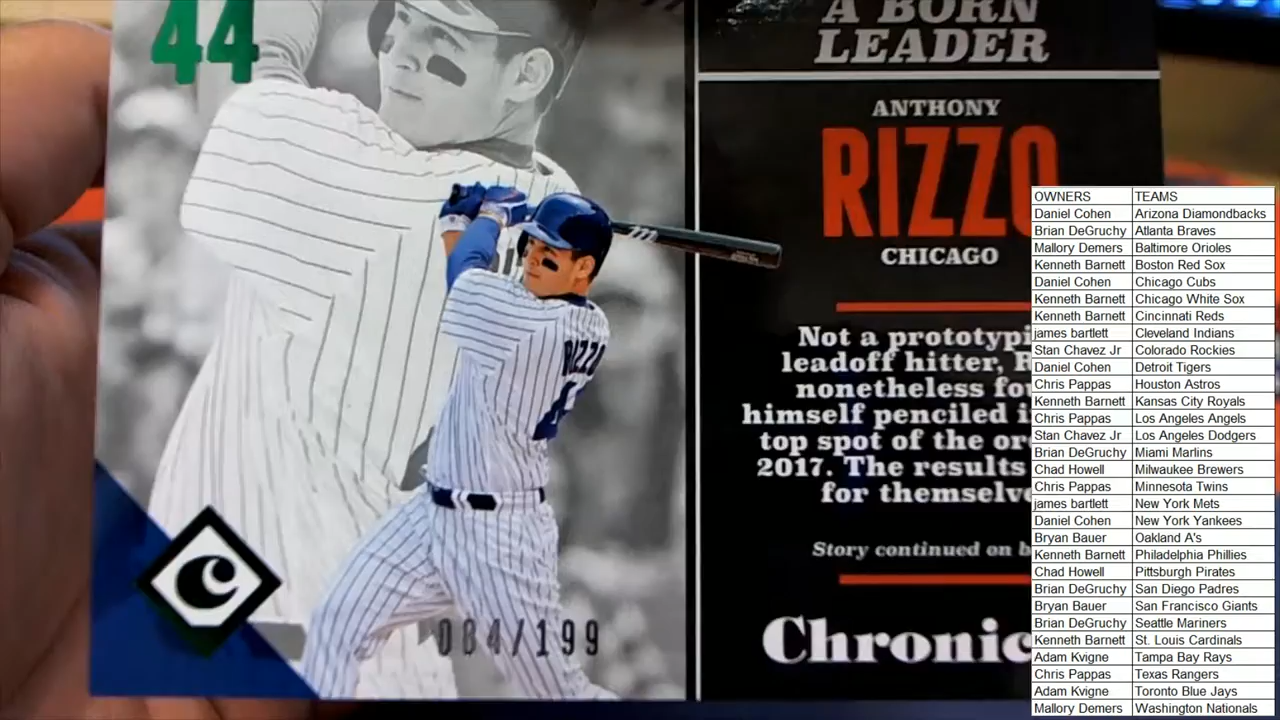 44
A BORN
LEADER
ANTHONY
RIZZO
CHICAGO
Not a prototypi
leadoff hitter, R
nonetheless fo
himself penciled i
top spot of the or
2017. The results
for themselv
Story continued on b
Chronic
RIZZO
084/199
OWNERS TEAMS
Daniel Cohen Arizona Diamondbacks
Brian DeGruchy Atlanta Braves
Mallory Demers Baltimore Orioles
Kenneth Barnett Boston Red Sox
Daniel Cohen Chicago Cubs
Kenneth Barnett Chicago White Sox
Kenneth Barnett Cincinnati Reds
james bartlett Cleveland Indians
Stan Chavez Jr Colorado Rockies
Daniel Cohen Detroit Tigers
Chris Pappas Houston Astros
Kenneth Barnett Kansas City Royals
Chris Pappas Los Angeles Angels
Stan Chavez Jr Los Angeles Dodgers
Brian DeGruchy Miami Marlins
Chad Howell Milwaukee Brewers
Chris Pappas Minnesota Twins
james bartlett New York Mets
Daniel Cohen New York Yankees
Bryan Bauer Oakland A's
Kenneth Barnett Philadelphia Phillies
Chad Howell Pittsburgh Pirates
Brian DeGruchy San Diego Padres
Bryan Bauer San Francisco Giants
Brian DeGruchy Seattle Mariners
Kenneth Barnett St. Louis Cardinals
Adam Kvigne Tampa Bay Rays
Chris Pappas Texas Rangers
Adam Kvigne Toronto Blue Jays
Mallory Demers Washington Nationals